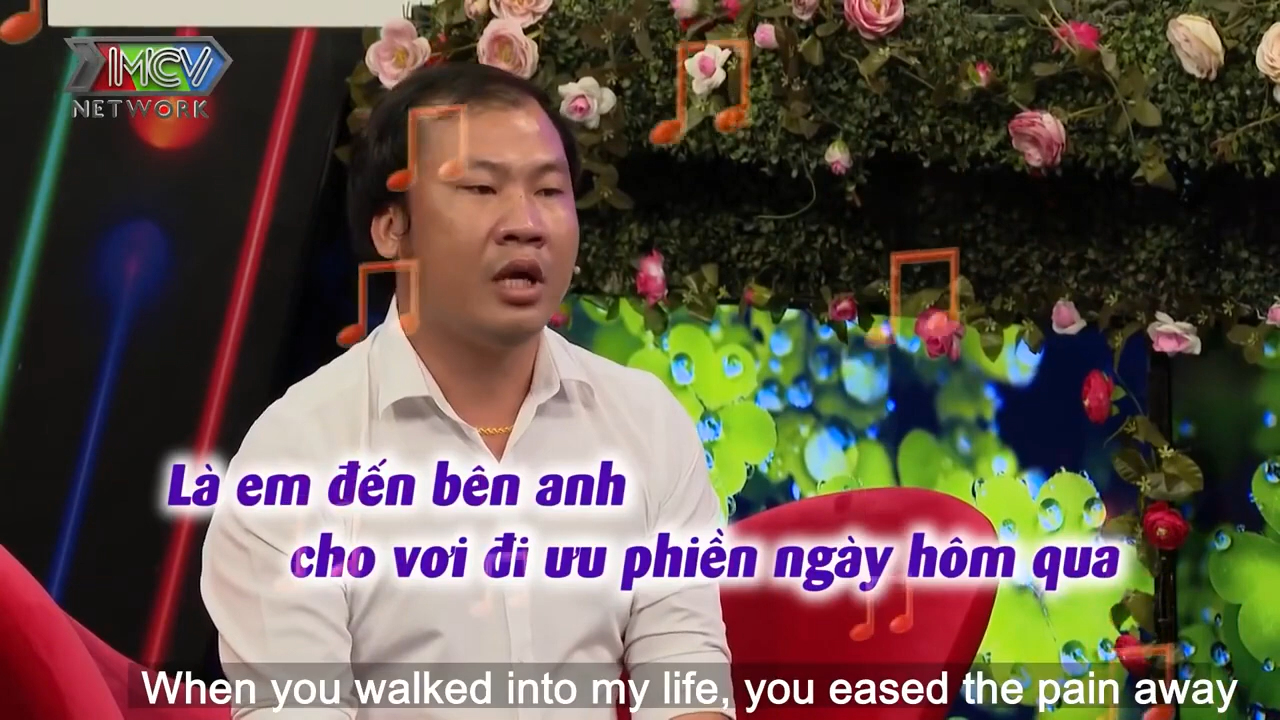 MCV
NETWORK
Là em đến bên anh
cho vơi đi ưu phiền ngày hôm qua
When you walked into my life, you eased the pain away